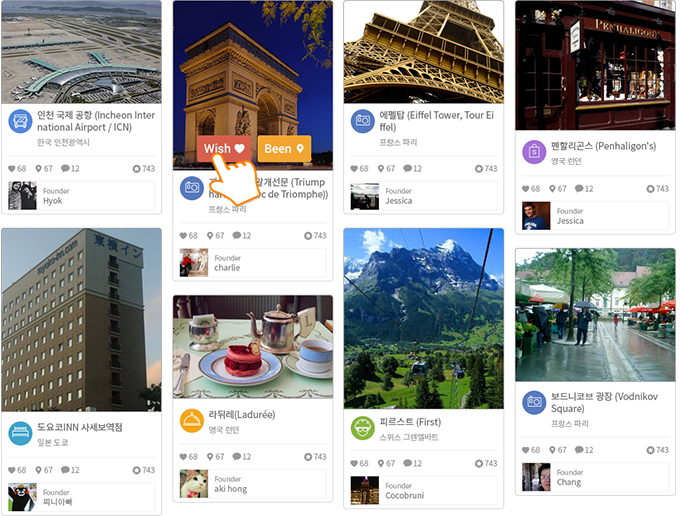 인천 국제 공항 (Incheon Inter
national Airport / ICN)
한국 인천광역시
68 67 12 743
Founder
Hyok
toyoko-inn.com
東横イン
도요코INN 사세보역점
일본 도쿄
68 67 12 743
Founder
찌니아빠
Wish
Been
개선문 (Triump
de Triomphe))
프랑스 파리
68 67 12 743
Founder
charlie
라뒤레(Ladurée)
영국 런던
68 67 12 743
Founder
aki hong
에펠탑 (Eiffel Tower, Tour Ei
ffel)
프랑스 파리
68 67 12 743
Founder
Jessica
피르스트 (First)
스위스 그렌델바트
68 67 12 743
Founder
Cocobruni
PENHALIGON'S
펜할리곤스 (Penhaligon's)
영국 런던
68 67 12 743
Founder
Jessica
보드니코브 광장 (Vodnikov
Square)
프랑스 파리
68 67 12 743
Founder
Chang